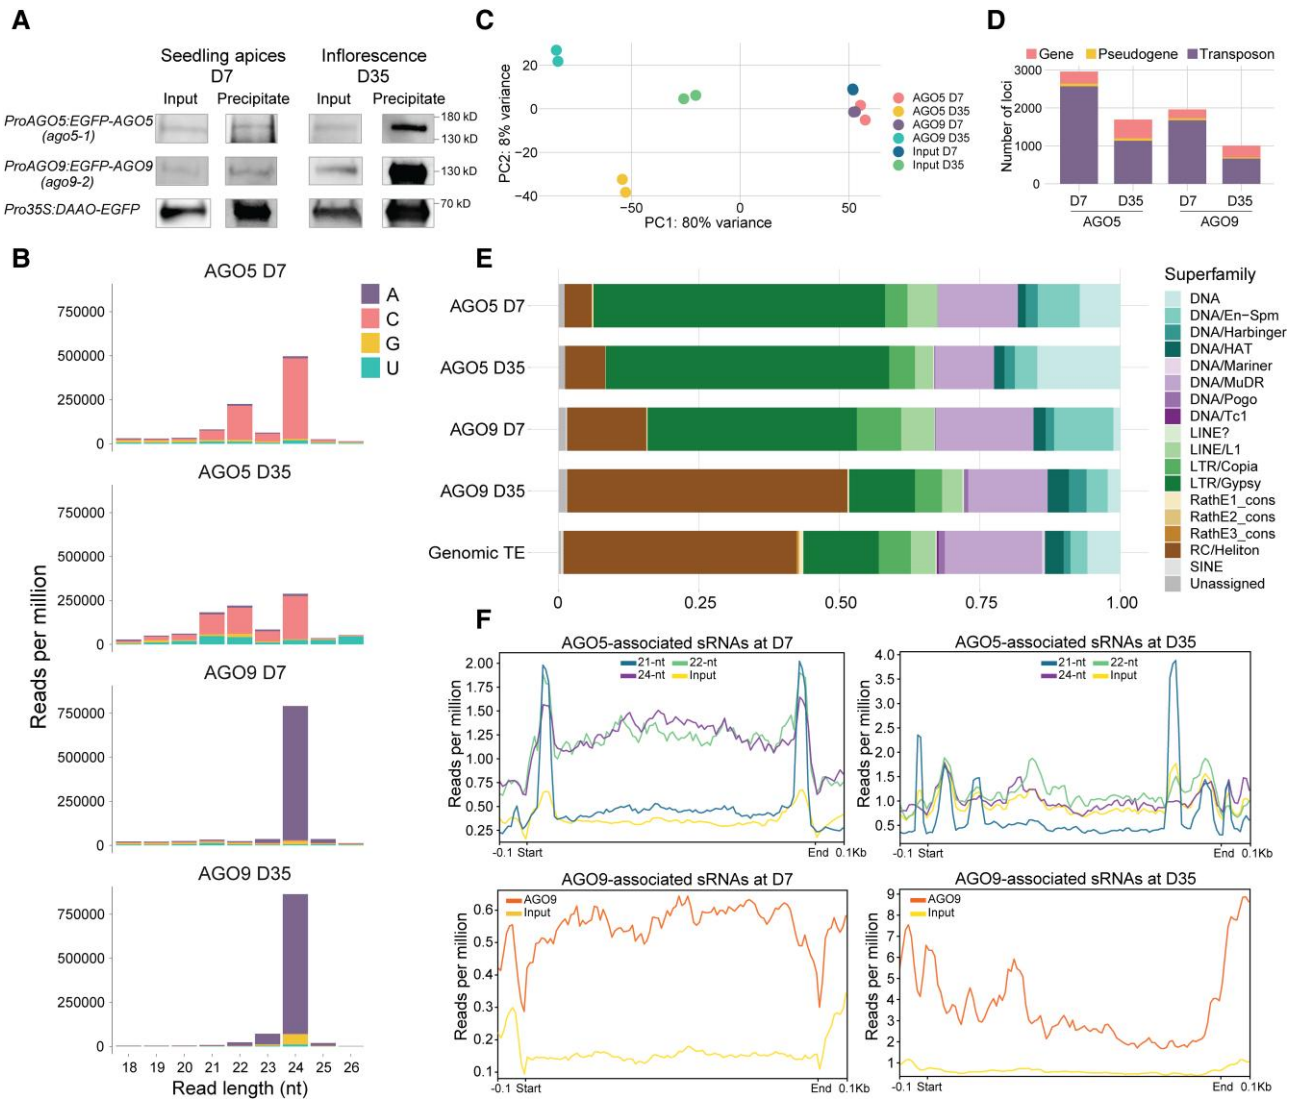 A
Seedling apices
D7
Inflorescence
D35
Input
Precipitate
Input
Precipitate
ProAGO5:EGFP-AGO5
(ago5-1)
180 kD
130 kD
ProAGO9:EGFP-AGO9
(ago9-2)
130 kD
Pro35S:DAAO-EGFP
70 kD
B
AGO5 D7
750000
500000
250000
0
A
C
G
U
AGO5 D35
750000
500000
250000
0
AGO9 D7
750000
500000
250000
0
AGO9 D35
750000
500000
250000
0
18 19 20 21 22 23 24 25 26
Read length (nt)
Reads per million
C
20
0
−20
−40
PC2: 8% variance
−50 0 50
PC1: 80% variance
AGO5 D7
AGO5 D35
AGO9 D7
AGO9 D35
Input D7
Input D35
D
Gene Pseudogene Transposon
3000
2000
1000
0
Number of loci
D7 D35 D7 D35
AGO5 AGO9
E
AGO5 D7
AGO5 D35
AGO9 D7
AGO9 D35
Genomic TE
0 0.25 0.50 0.75 1.00
Superfamily
DNA
DNA/En−Spm
DNA/Harbinger
DNA/HAT
DNA/Mariner
DNA/MuDR
DNA/Pogo
DNA/Tc1
LINE?
LINE/L1
LTR/Copia
LTR/Gypsy
RathE1_cons
RathE2_cons
RathE3_cons
RC/Heliton
SINE
Unassigned
F
AGO5-associated sRNAs at D7
21-nt 22-nt
24-nt Input
2.00
1.75
1.50
1.25
1.00
0.75
0.50
0.25
Reads per million
-0.1 Start End 0.1Kb
AGO5-associated sRNAs at D35
21-nt 22-nt
24-nt Input
4.0
3.5
3.0
2.5
2.0
1.5
1.0
0.5
Reads per million
-0.1 Start End 0.1Kb
AGO9-associated sRNAs at D7
AGO9
Input
0.6
0.5
0.4
0.3
0.2
0.1
Reads per million
-0.1 Start End 0.1Kb
AGO9-associated sRNAs at D35
AGO9
Input
9
8
7
6
5
4
3
2
1
Reads per million
-0.1 Start End 0.1Kb